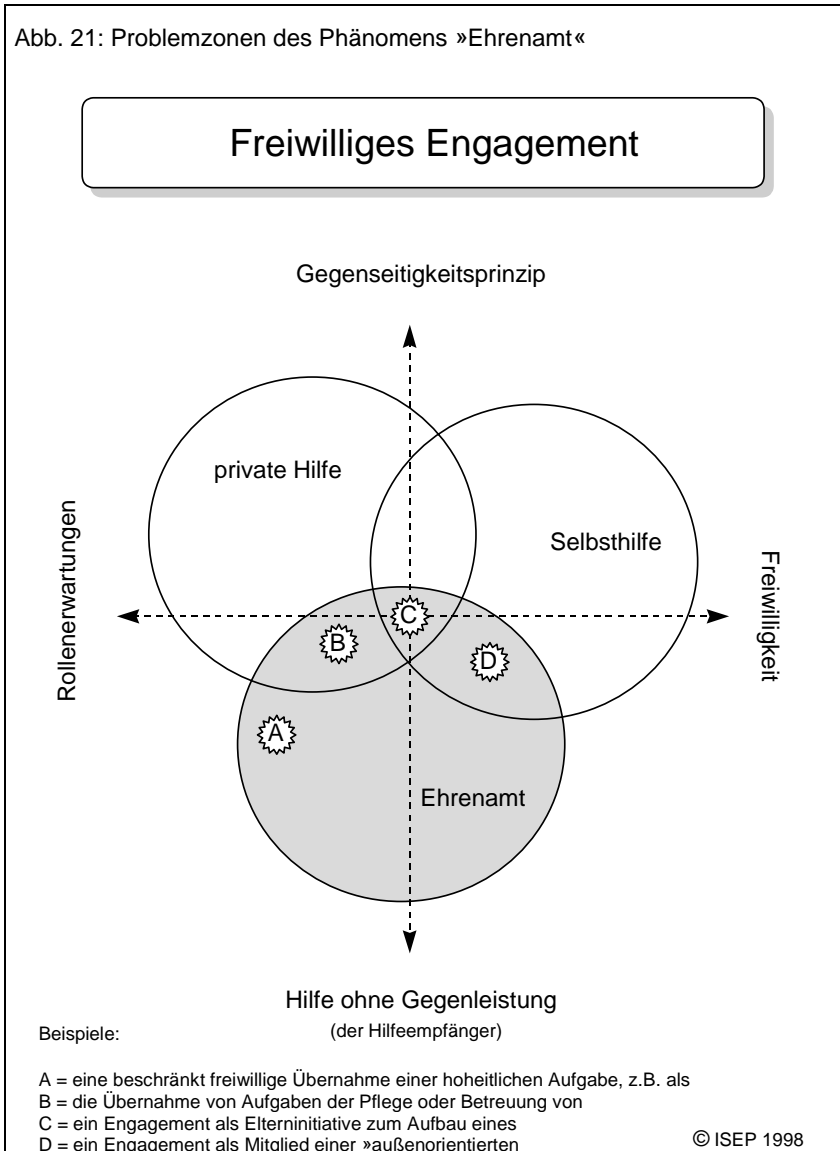 Abb. 21: Problemzonen des Phänomens »Ehrenamt«
Freiwilliges Engagement
Gegenseitigkeitsprinzip
private Hilfe
Selbsthilfe
Rollenerwartungen
Freiwilligkeit
C
B
D
A
Ehrenamt
Hilfe ohne Gegenleistung
(der Hilfeempfänger)
Beispiele:
A = eine beschränkt freiwillige Übernahme einer hoheitlichen Aufgabe, z.B. als
B = die Übernahme von Aufgaben der Pflege oder Betreuung von
C = ein Engagement als Elterninitiative zum Aufbau eines
D = ein Engagement als Mitglied einer »außenorientierten
© ISEP 1998